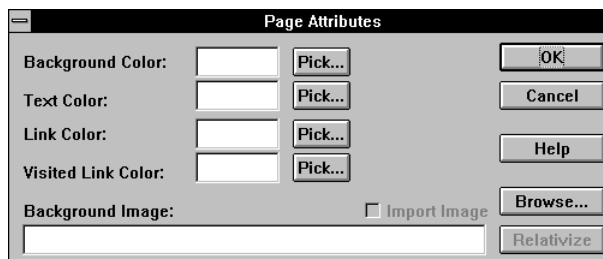 Page Attributes
Background Color: Pick... OK
Text Color: Pick... Cancel
Link Color: Pick... Help
Visited Link Color: Pick...
Background Image: Import Image Browse...
Relativize